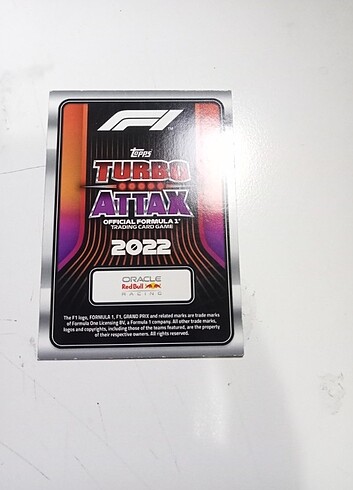 F1™
Topps
TURBO
ATTAX
OFFICIAL FORMULA 1®
TRADING CARD GAME
2022
ORACLE
Red Bull
RACING
The F1 logo, FORMULA 1, F1, GRAND PRIX and related marks are trade marks
of Formula One Licensing BV, a Formula 1 company. All other trade marks,
logos and copyrights, including those of the teams featured, are the property
of their respective owners. All rights reserved.